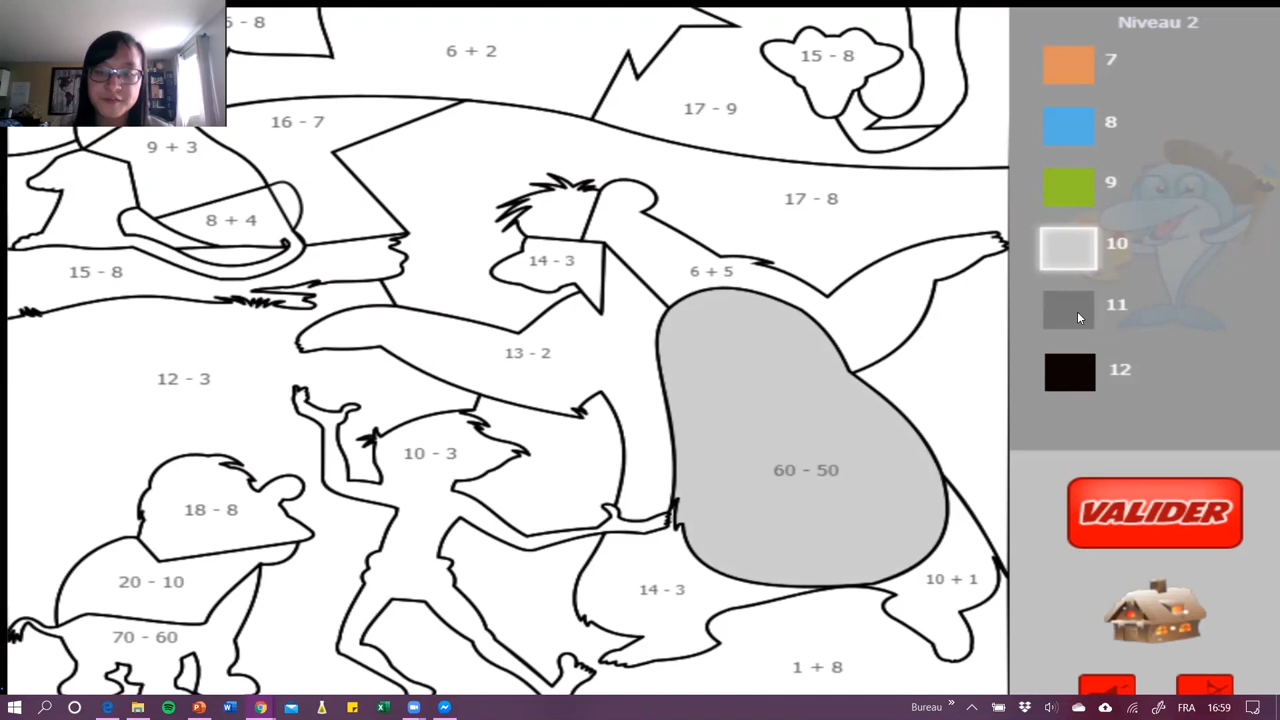 Niveau 2
- 8
6 + 2
15 - 8
7
17 - 9
16 - 7
8
9 + 3
9
17 - 8
8 + 4
10
14 - 3
15 - 8
6 + 5
11
13 - 2
12 - 3
12
10 - 3
60 - 50
18 - 8
VALIDER
20 - 10
14 - 3
10 + 1
70 - 60
1 + 8
Bureau
FRA
16:59